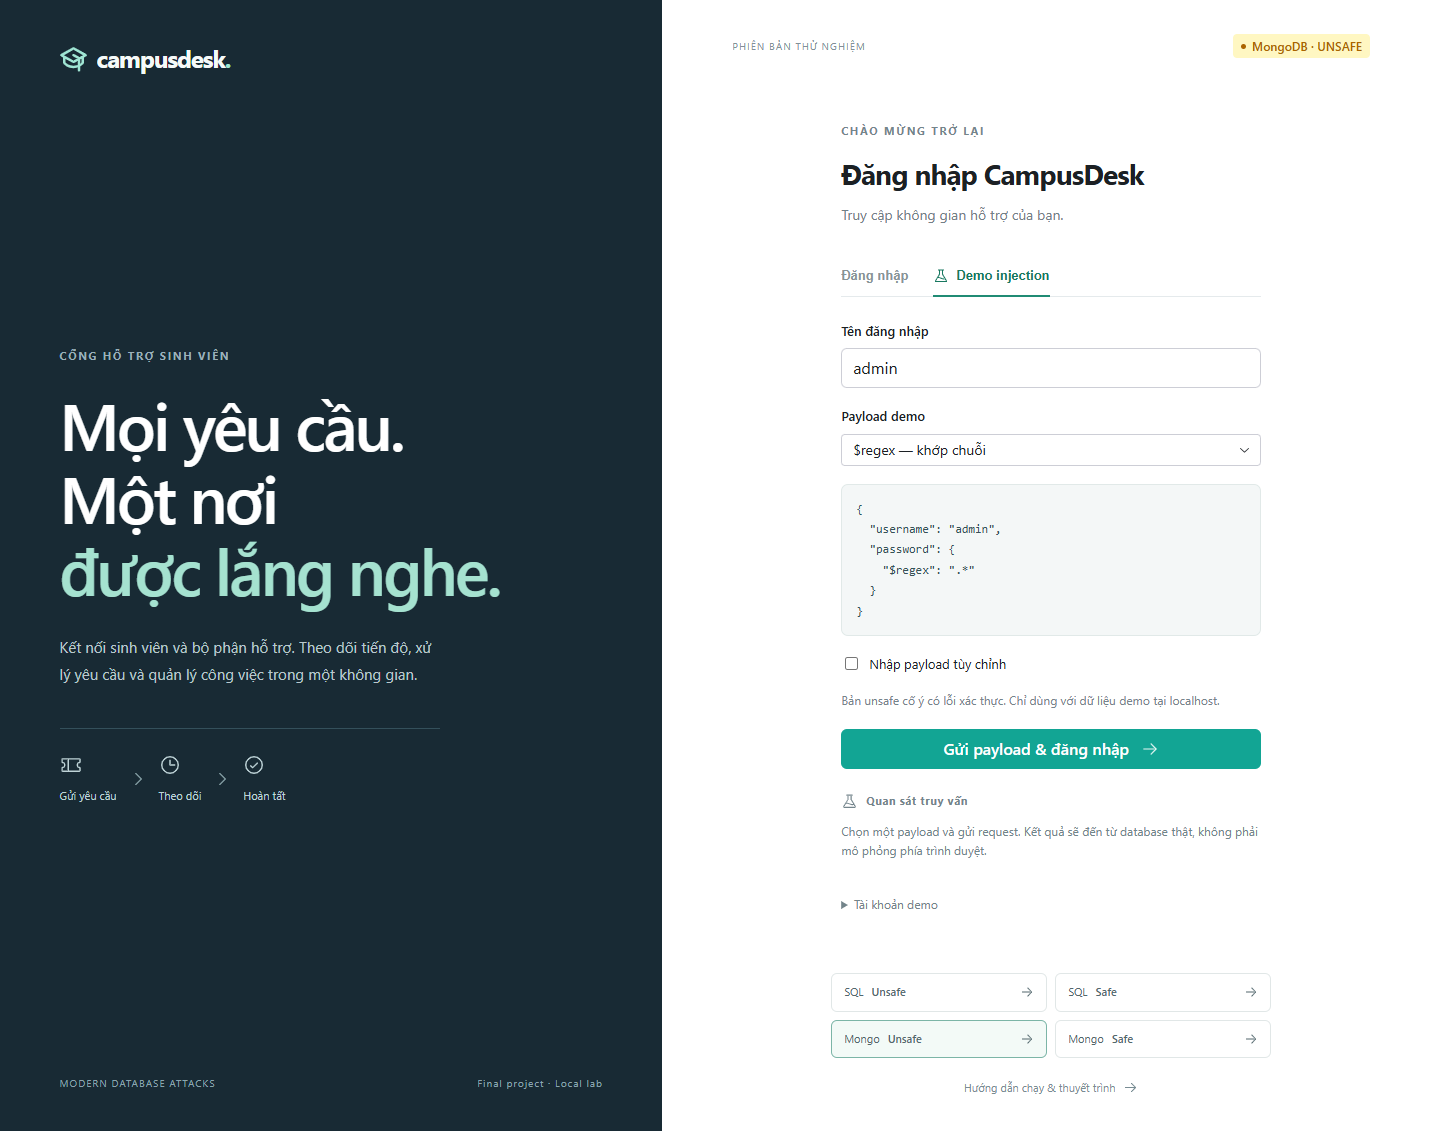 campusdesk.
CỔNG HỖ TRỢ SINH VIÊN
Mọi yêu cầu.
Một nơi
được lắng nghe.
Kết nối sinh viên và bộ phận hỗ trợ. Theo dõi tiến độ, xử
lý yêu cầu và quản lý công việc trong một không gian.
Gửi yêu cầu
Theo dõi
Hoàn tất
MODERN DATABASE ATTACKS
Final project · Local lab
PHIÊN BẢN THỬ NGHIỆM
MongoDB · UNSAFE
CHÀO MỪNG TRỞ LẠI
Đăng nhập CampusDesk
Truy cập không gian hỗ trợ của bạn.
Đăng nhập
Demo injection
Tên đăng nhập
admin
Payload demo
$regex — khớp chuỗi
{
"username": "admin",
"password": {
"$regex": ".*"
}
}
Nhập payload tùy chỉnh
Bản unsafe cố ý có lỗi xác thực. Chỉ dùng với dữ liệu demo tại localhost.
Gửi payload & đăng nhập
Quan sát truy vấn
Chọn một payload và gửi request. Kết quả sẽ đến từ database thật, không phải
mô phỏng phía trình duyệt.
Tài khoản demo
SQL Unsafe
SQL Safe
Mongo Unsafe
Mongo Safe
Hướng dẫn chạy & thuyết trình